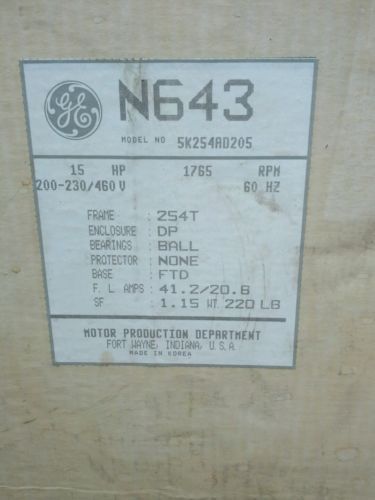 GE
N643
MODEL NO 5K254AD205
15 HP 1765 RPM
200-230/460 V 60 HZ
FRAME : 254T
ENCLOSURE : DP
BEARINGS : BALL
PROTECTOR : NONE
BASE : FTD
F. L AMPS : 41.2/20.8
SF : 1.15 WT. 220 LB
MOTOR PRODUCTION DEPARTMENT
FORT WAYNE, INDIANA, U.S.A.
MADE IN KOREA